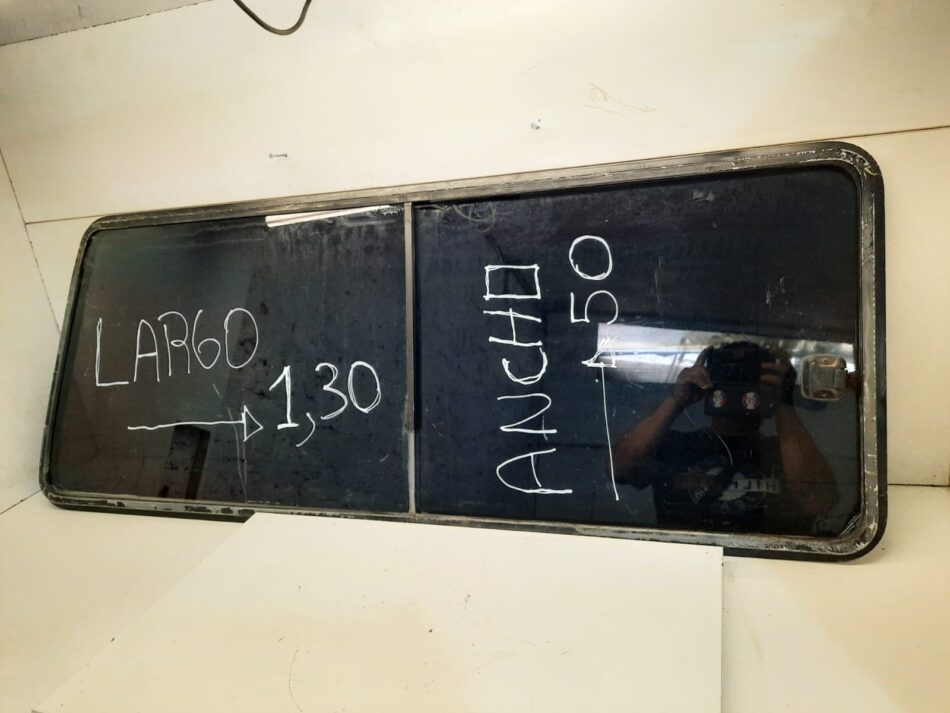 LARGO
→ 1,30
ANCHO
→ 50